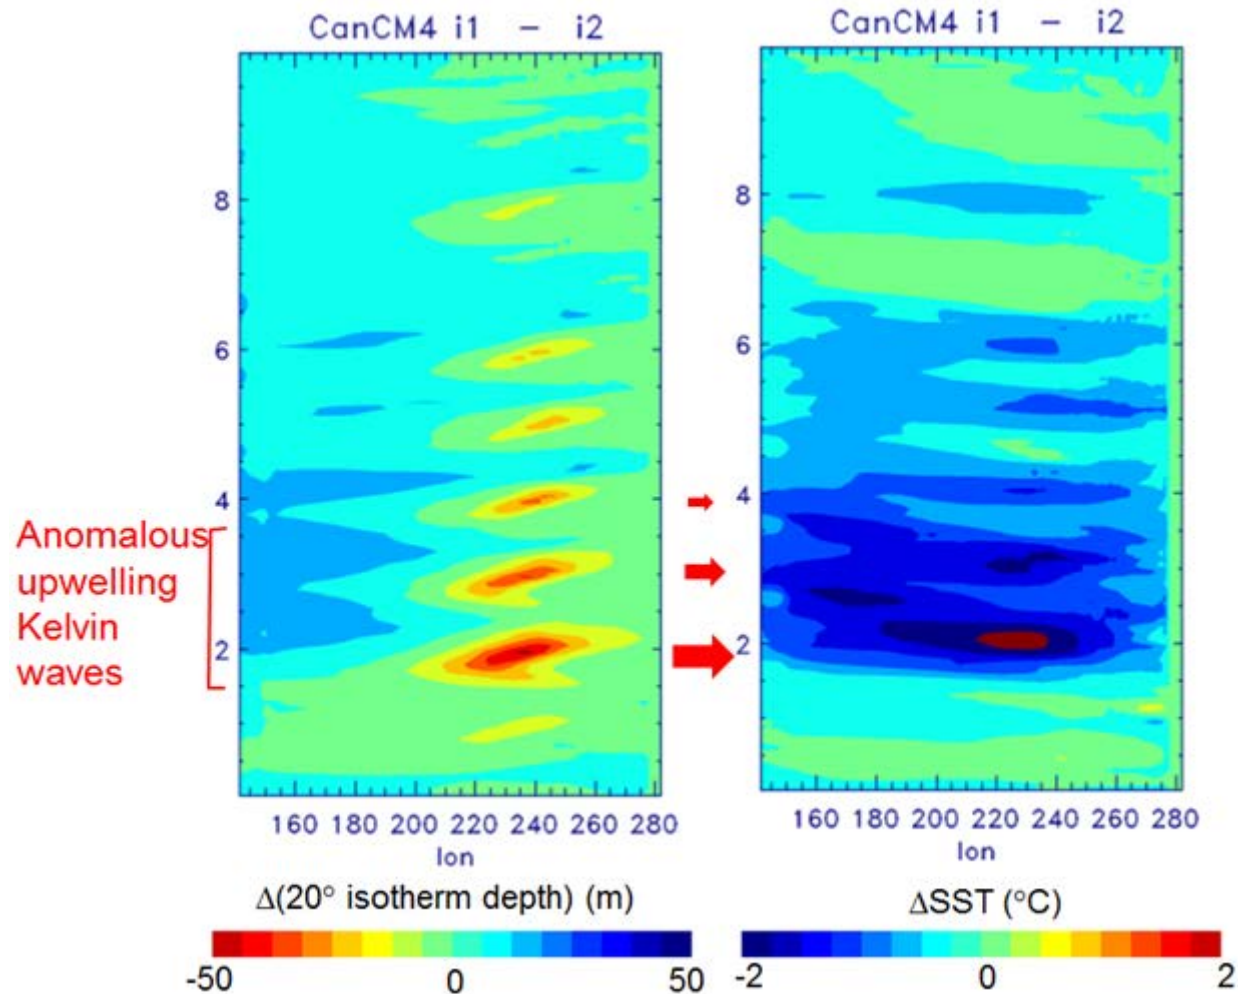 CanCM4 i1 - i2
CanCM4 i1 - i2
8
6
4
2
8
6
4
2
Anomalous
upwelling
Kelvin
waves
160 180 200 220 240 260 280
lon
160 180 200 220 240 260 280
lon
Δ(20° isotherm depth) (m)
-50 0 50
ΔSST (°C)
-2 0 2